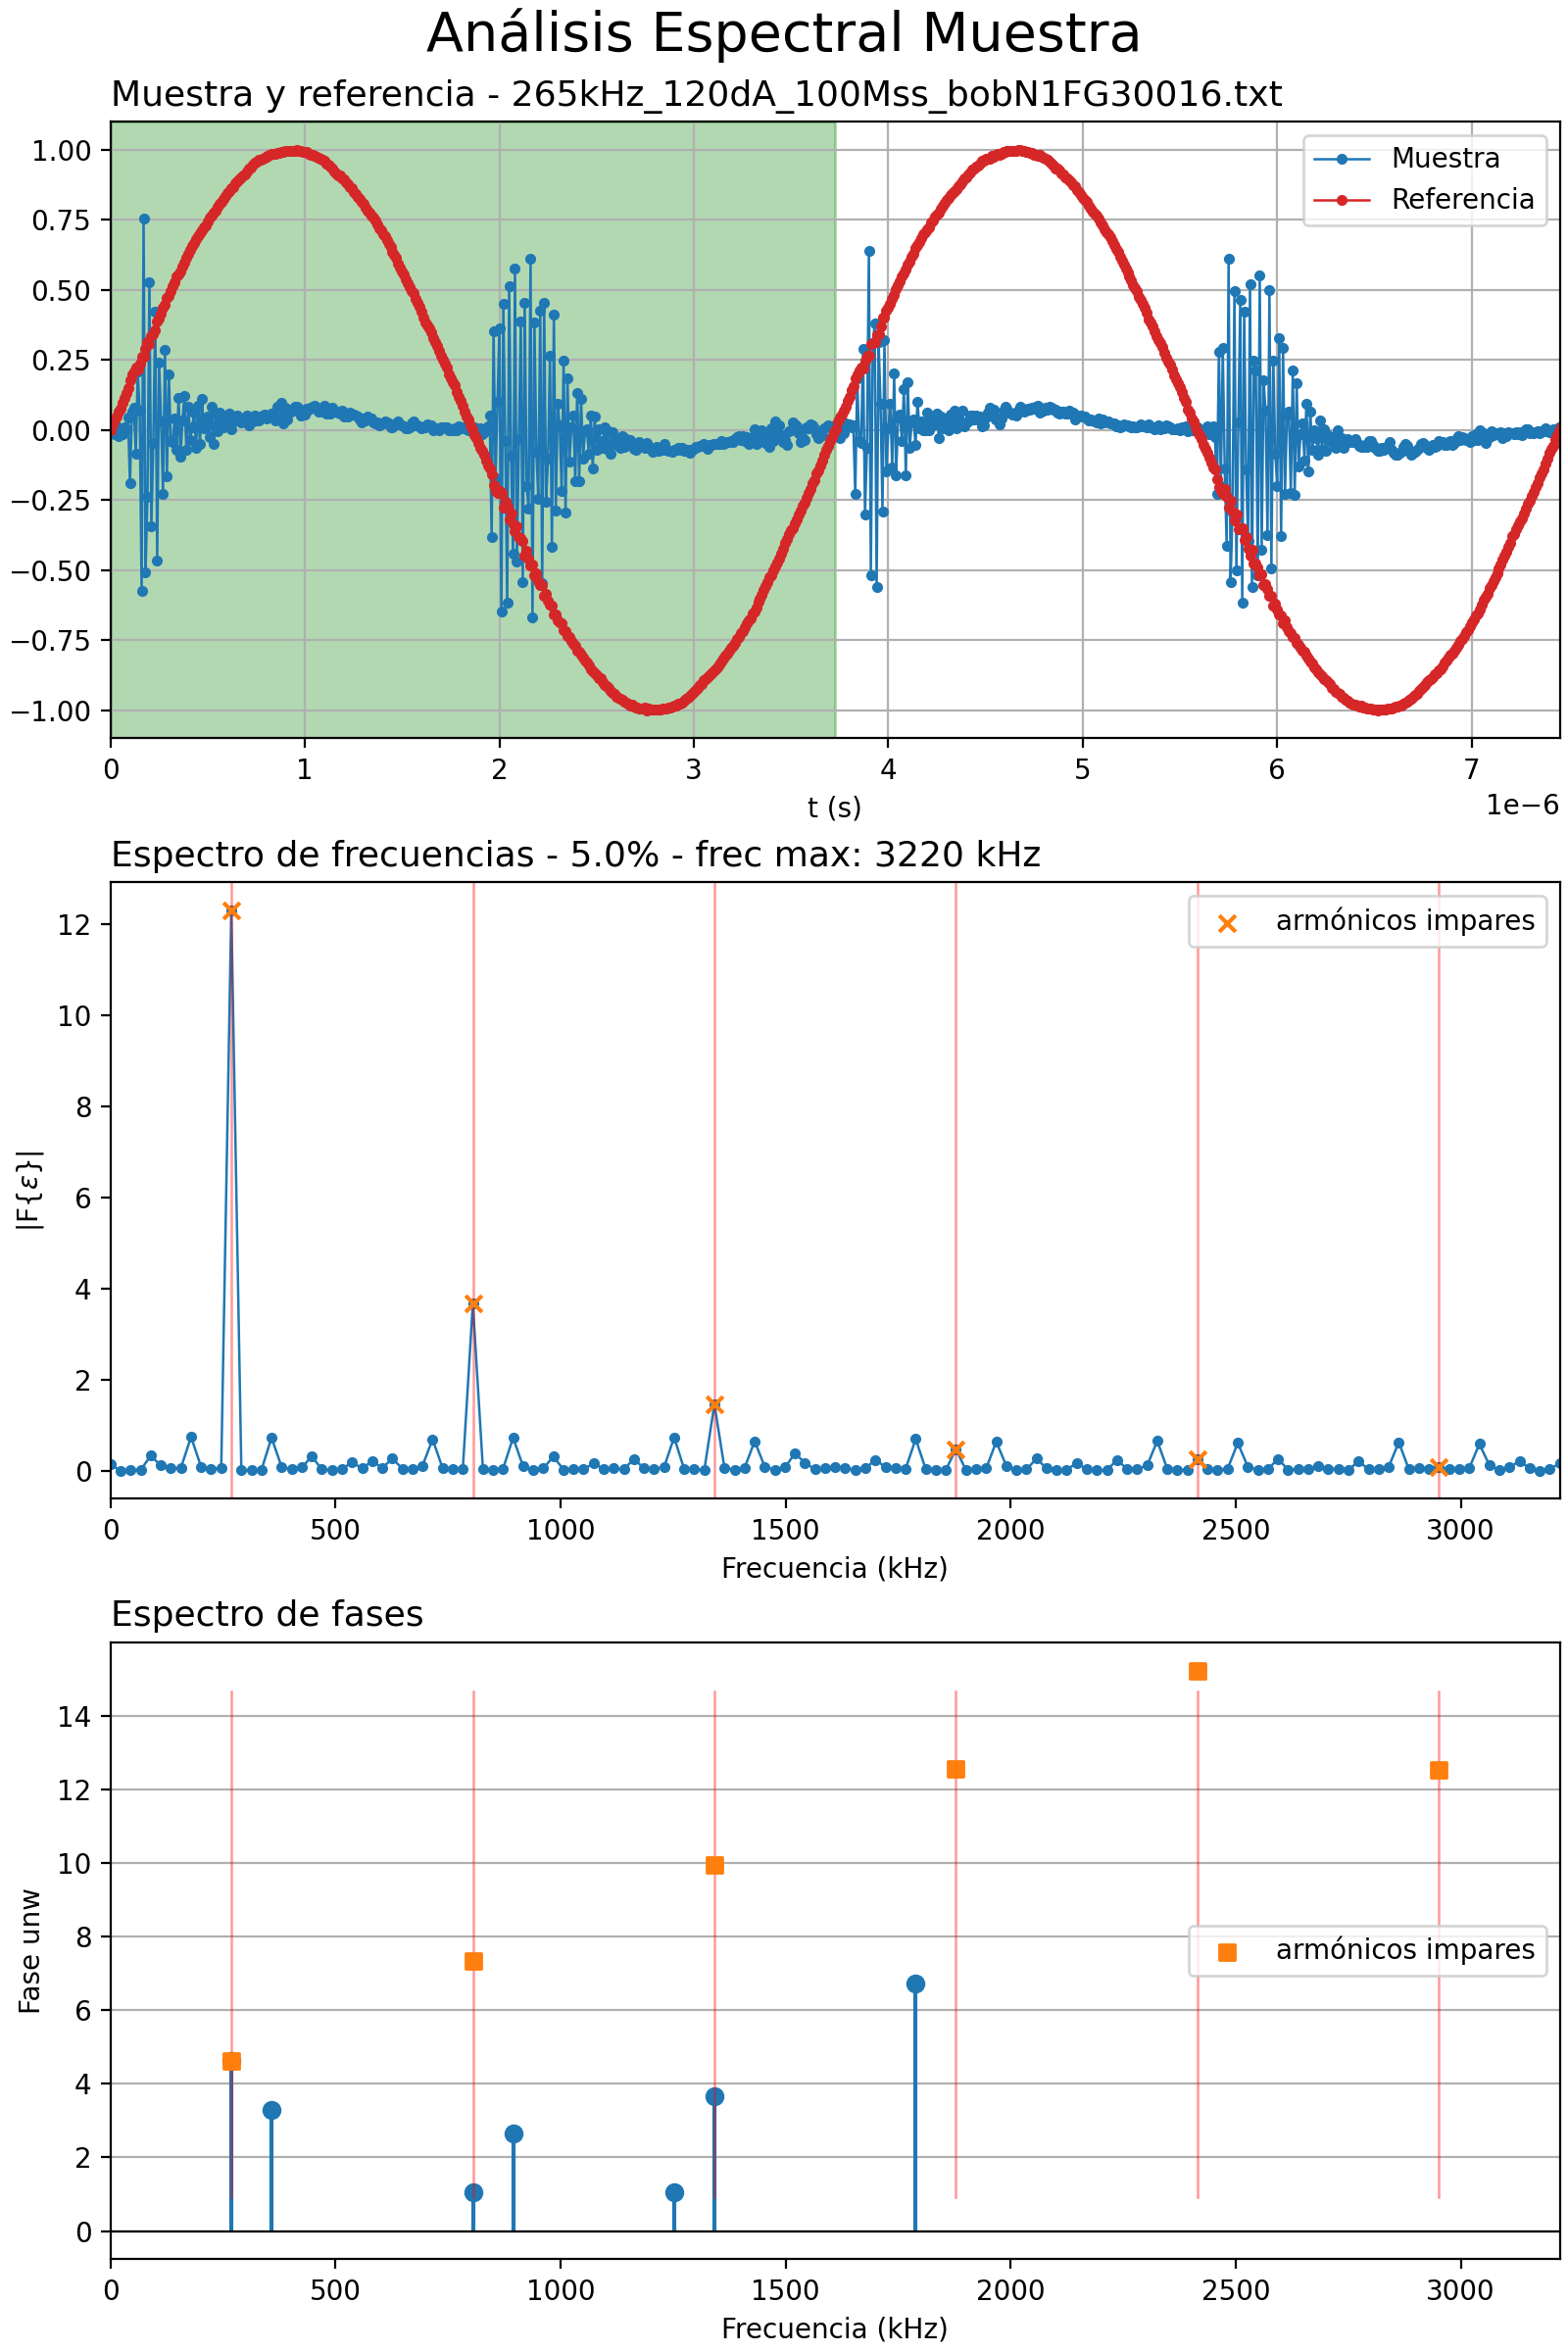 Análisis Espectral Muestra
Muestra y referencia - 265kHz_120dA_100Mss_bobN1FG30016.txt
1.00
0.75
0.50
0.25
0.00
−0.25
−0.50
−0.75
−1.00
Muestra
Referencia
0 1 2 3 4 5 6 7
t (s)
1e−6
Espectro de frecuencias - 5.0% - frec max: 3220 kHz
12
10
8
6
4
2
0
|F{ε}|
armónicos impares
0 500 1000 1500 2000 2500 3000
Frecuencia (kHz)
Espectro de fases
14
12
10
8
6
4
2
0
Fase unw
armónicos impares
0 500 1000 1500 2000 2500 3000
Frecuencia (kHz)